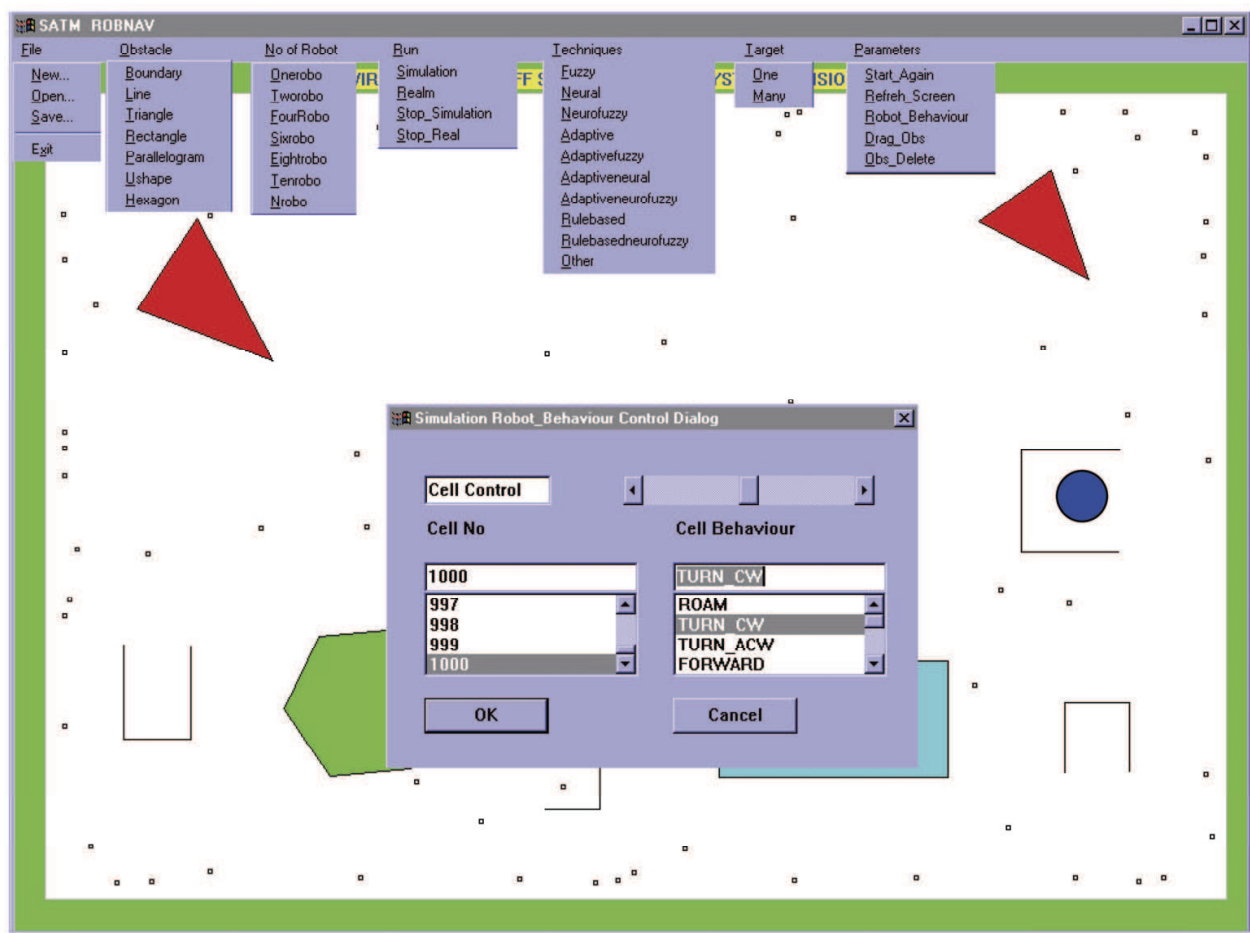 SATM ROBNAV
File Obstacle No of Robot Run Techniques Target Parameters
New...
Open...
Save...
Exit
Boundary
Line
Triangle
Rectangle
Parallelogram
Ushape
Hexagon
Onerobo
Tworobo
FourRobo
Sixrobo
Eightrobo
Tenrobo
Nrobo
Simulation
Realm
Stop_Simulation
Stop_Real
Fuzzy
Neural
Neurofuzzy
Adaptive
Adaptivefuzzy
Adaptiveneural
Adaptiveneurofuzzy
Rulebased
Rulebasedneurofuzzy
Other
One
Many
Start_Again
Refreh_Screen
Robot_Behaviour
Drag_Obs
Obs_Delete
Simulation Robot_Behaviour Control Dialog
Cell Control
Cell No
1000
997
998
999
1000
Cell Behaviour
TURN_CW
ROAM
TURN_CW
TURN_ACW
FORWARD
OK
Cancel